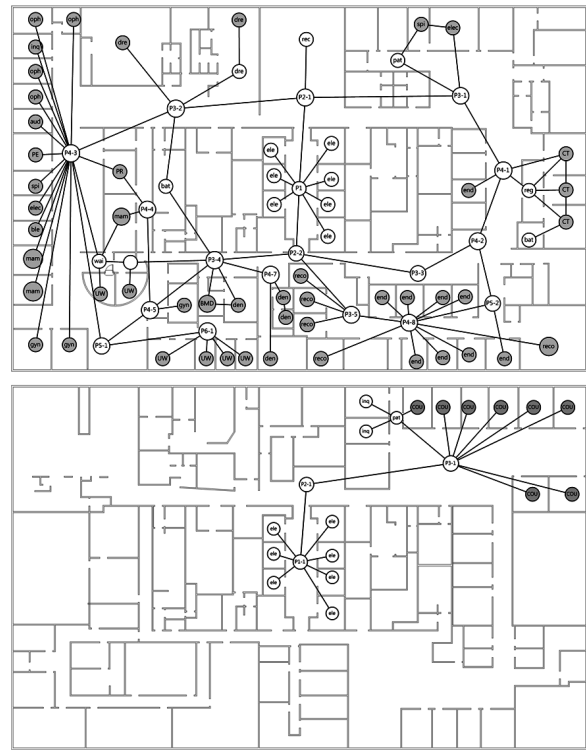 oph
oph
dre
dre
rec
spi
elec
inq
pat
oph
dre
oph
P3-2
P2-1
P3-1
aud
PE
P4-3
ele
ele
CT
PR
P4-1
spi
bat
ele
P1
ele
end
reg
CT
elec
ele
ele
mam
P4-4
ble
ele
CT
bat
P4-2
mam
wai
P3-4
P2-2
P4-7
P3-3
mam
UW
UW
reco
den
BMD
den
reco
den
end
end
end
end
P4-5
gyn
P3-5
P5-2
reco
P4-8
gyn
gyn
P5-1
P6-1
reco
UW
UW
UW
UW
den
reco
end
end
end
end
end
inq
pat
COU
COU
COU
COU
COU
COU
inq
P3-1
P2-1
COU
COU
ele
ele
ele
P1-1
ele
ele
ele
ele